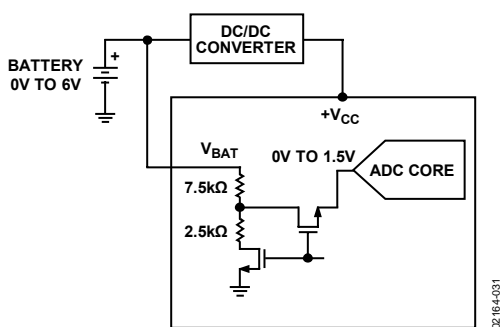 DC/DC
CONVERTER
BATTERY
0V TO 6V
+
+VCC
VBAT
0V TO 1.5V
ADC CORE
7.5kΩ
2.5kΩ
02164-031